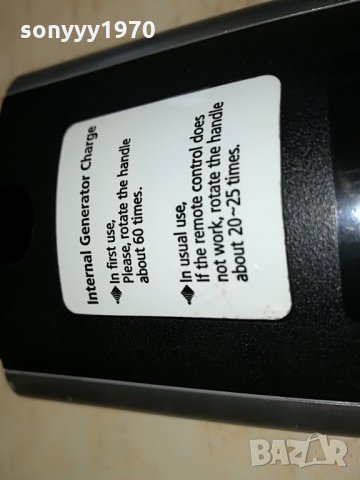 sonyyy1970
Internal Generator Charge
In first use,
Please, rotate the handle
about 60 times.
In usual use,
If the remote control does
not work, rotate the handle
about 20~25 times.
BAZAR